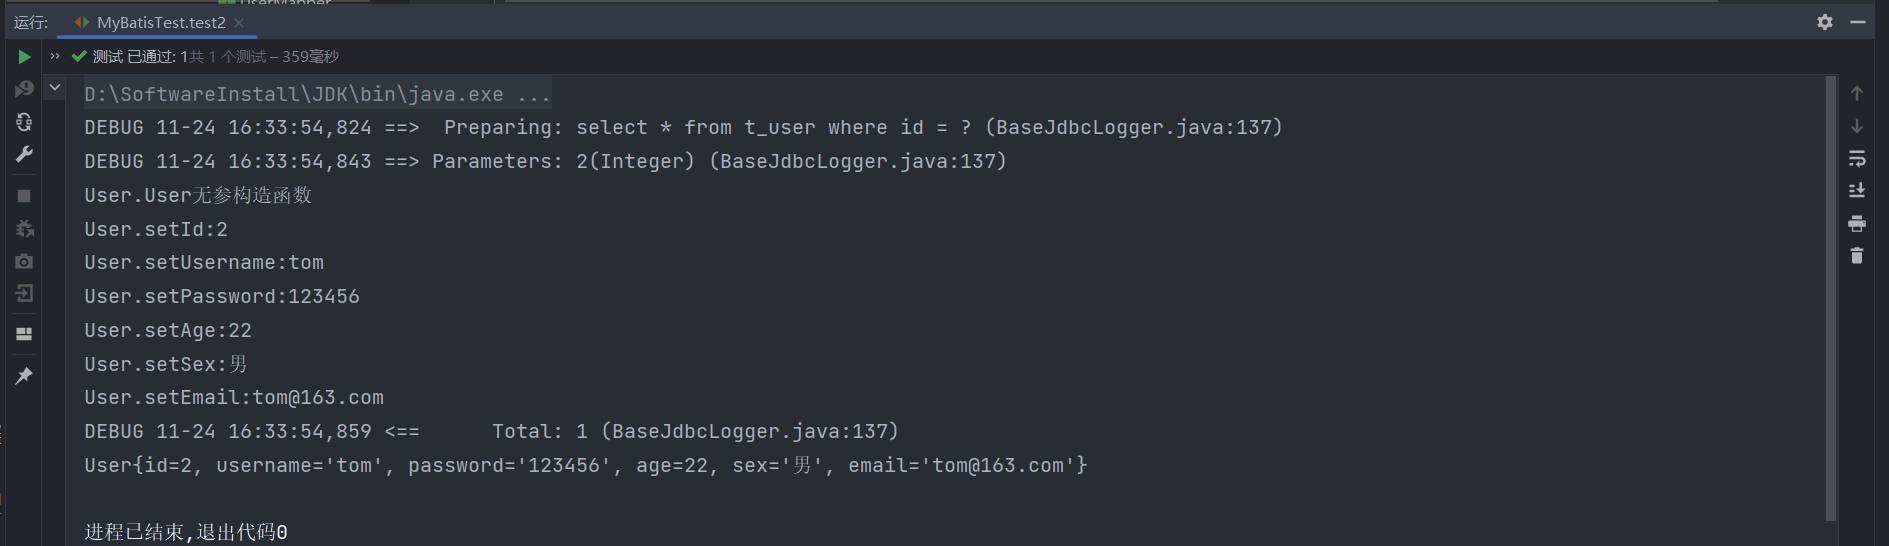 UserMapper
运行: MyBatisTest.test2
测试 已通过: 1共 1 个测试 – 359毫秒
D:\SoftwareInstall\JDK\bin\java.exe ...
DEBUG 11-24 16:33:54,824 ==>  Preparing: select * from t_user where id = ? (BaseJdbcLogger.java:137)
DEBUG 11-24 16:33:54,843 ==> Parameters: 2(Integer) (BaseJdbcLogger.java:137)
User.User无参构造函数
User.setId:2
User.setUsername:tom
User.setPassword:123456
User.setAge:22
User.setSex:男
User.setEmail:tom@163.com
DEBUG 11-24 16:33:54,859 <==      Total: 1 (BaseJdbcLogger.java:137)
User{id=2, username='tom', password='123456', age=22, sex='男', email='tom@163.com'}
进程已结束,退出代码0